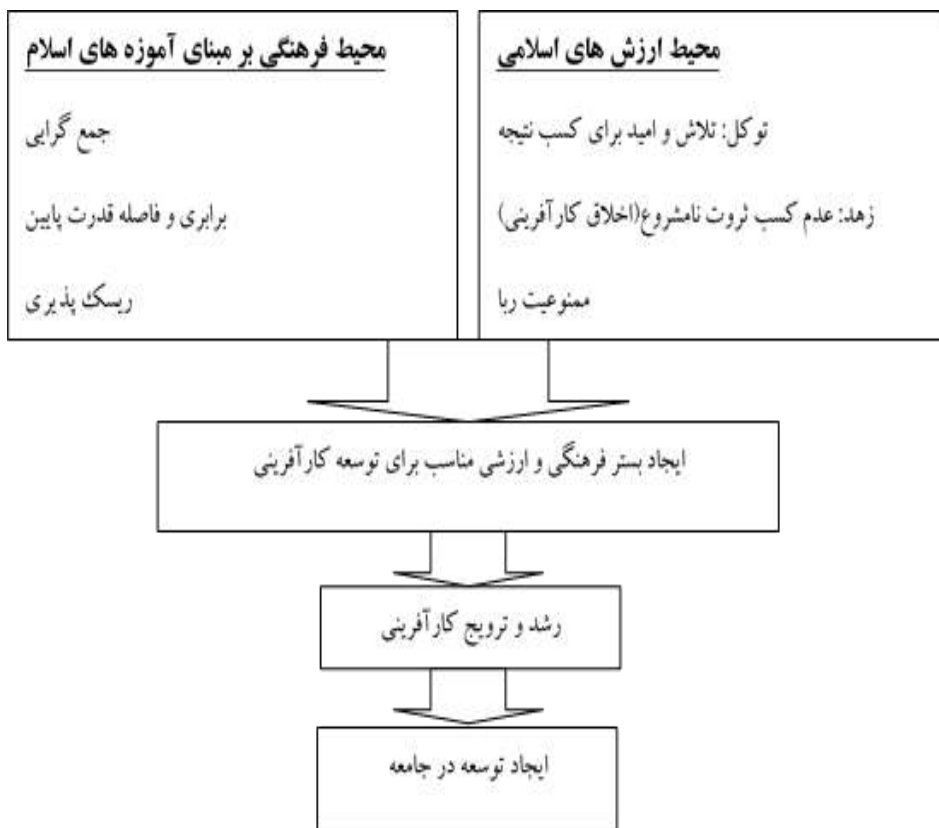 محیط ارزش های اسلامی
توکل: تلاش و امید برای کسب نتیجه
زهد: عدم کسب ثروت نامشروع(اخلاق کارآفرینی)
ممنوعیت ربا
محیط فرهنگی بر مبنای آموزه های اسلام
جمع گرایی
برابری و فاصله قدرت پایین
ریسک پذیری
ایجاد بستر فرهنگی و ارزشی مناسب برای توسعه کارآفرینی
رشد و ترویج کارآفرینی
ایجاد توسعه در جامعه